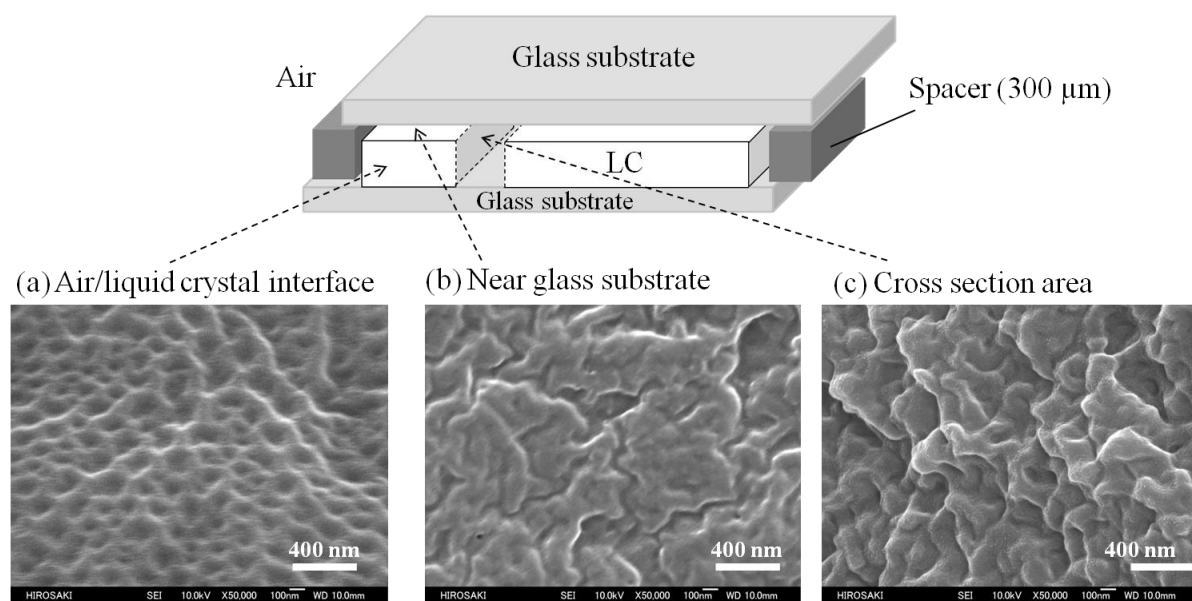 Glass substrate
Air
Spacer (300 µm)
LC
Glass substrate
(a) Air/liquid crystal interface
(b) Near glass substrate
(c) Cross section area
400 nm
400 nm
400 nm
HIROSAKI SEI 10.0kV X50,000 100nm WD 10.0mm
HIROSAKI SEI 10.0kV X50,000 100nm WD 10.0mm
HIROSAKI SEI 10.0kV X50,000 100nm WD 10.0mm